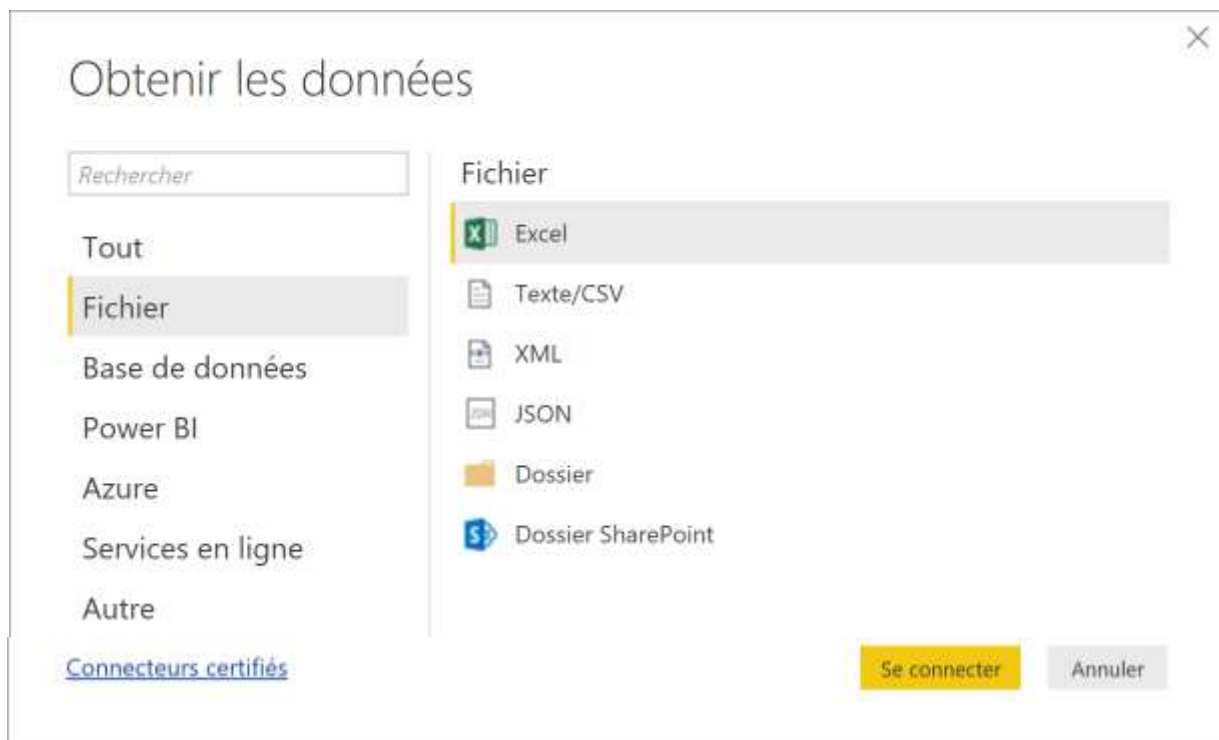 Obtenir les données
Rechercher
Tout
Fichier
Base de données
Power BI
Azure
Services en ligne
Autre
Fichier
Excel
Texte/CSV
XML
JSON
Dossier
Dossier SharePoint
Connecteurs certifiés
Se connecter
Annuler